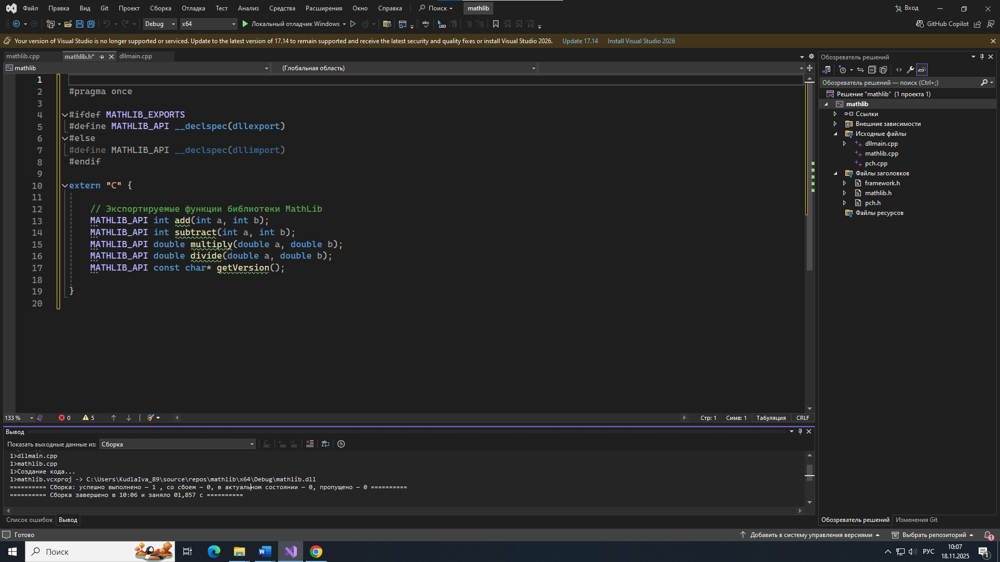 Файл Правка Вид Git Проект Сборка Отладка Тест Анализ Средства Расширения Окно Справка Поиск mathlib Вход
Debug x64 Локальный отладчик Windows GitHub Copilot
Your version of Visual Studio is no longer supported or serviced. Update to the latest version of 17.14 to remain supported and receive the latest security and quality fixes or install Visual Studio 2026. Update 17.14 Install Visual Studio 2026
mathlib.cpp mathlib.h* dllmain.cpp
mathlib (Глобальная область)
1
2 #pragma once
3
4 #ifdef MATHLIB_EXPORTS
5 #define MATHLIB_API __declspec(dllexport)
6 #else
7 #define MATHLIB_API __declspec(dllimport)
8 #endif
9
10 extern "C" {
11
12 // Экспортируемые функции библиотеки MathLib
13 MATHLIB_API int add(int a, int b);
14 MATHLIB_API int subtract(int a, int b);
15 MATHLIB_API double multiply(double a, double b);
16 MATHLIB_API double divide(double a, double b);
17 MATHLIB_API const char* getVersion();
18
19 }
20
133 % 0 5 Стр: 1 Симв: 1 Табуляция CRLF
Вывод
Показать выходные данные из: Сборка
1>dllmain.cpp
1>mathlib.cpp
1>Создание кода...
1>mathlib.vcxproj -> C:\Users\KudlaIva_89\source\repos\mathlib\x64\Debug\mathlib.dll
========== Сборка: успешно выполнено — 1 , со сбоем — 0, в актуальном состоянии — 0, пропущено — 0 ==========
========== Сборка завершено в 10:06 и заняло 01,857 с ==========
Список ошибок Вывод
Обозреватель решений
Обозреватель решений — поиск (Ctrl+;)
Решение "mathlib" (1 проекта 1)
mathlib
Ссылки
Внешние зависимости
Исходные файлы
dllmain.cpp
mathlib.cpp
pch.cpp
Файлы заголовков
framework.h
mathlib.h
pch.h
Файлы ресурсов
Обозреватель решений Изменения Git
Готово Добавить в систему управления версиями Выбрать репозиторий 1
Поиск РУС 10:07
18.11.2025 1